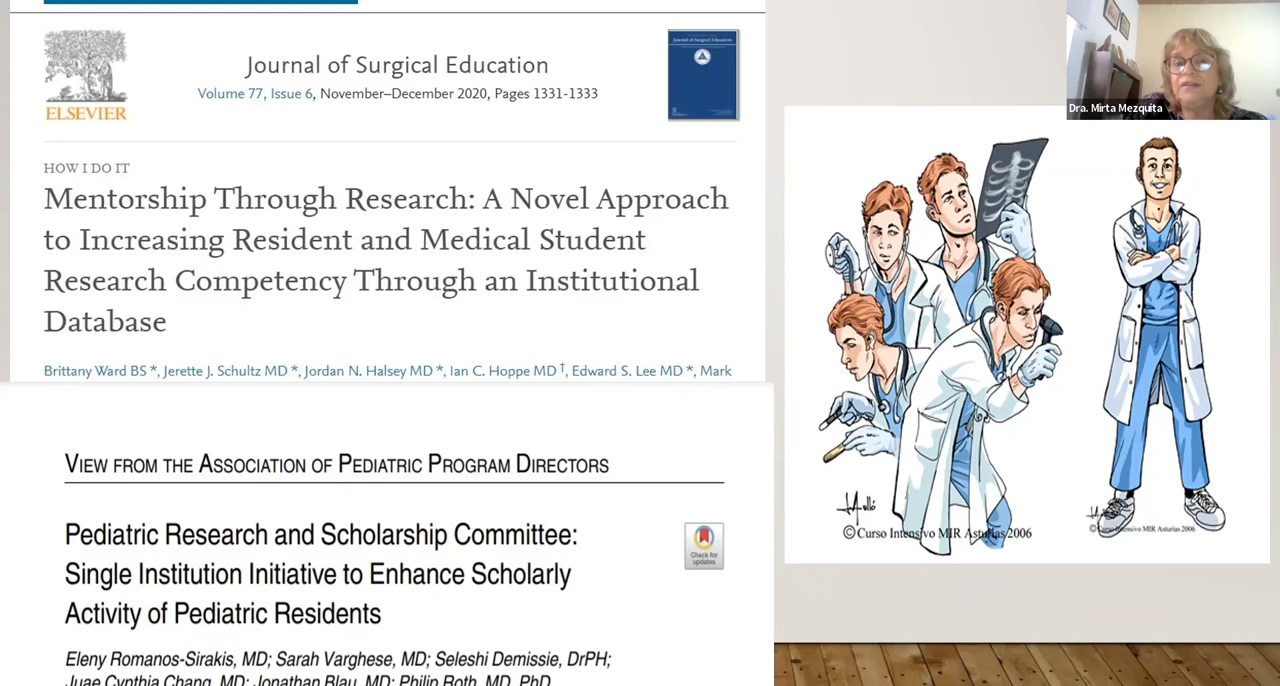 Journal of Surgical Education
Volume 77, Issue 6, November–December 2020, Pages 1331-1333
ELSEVIER
HOW I DO IT
Mentorship Through Research: A Novel Approach
to Increasing Resident and Medical Student
Research Competency Through an Institutional
Database
Brittany Ward BS *, Jerette J. Schultz MD *, Jordan N. Halsey MD *, Ian C. Hoppe MD †, Edward S. Lee MD *, Mark
VIEW FROM THE ASSOCIATION OF PEDIATRIC PROGRAM DIRECTORS
Pediatric Research and Scholarship Committee:
Single Institution Initiative to Enhance Scholarly
Activity of Pediatric Residents
Check for
updates
Eleny Romanos-Sirakis, MD; Sarah Varghese, MD; Seleshi Demissie, DrPH;
Juae Cynthia Chang, MD; Jonathan Blau, MD; Philip Roth, MD, PhD
Dra. Mirta Mezquita
©Curso Intensivo MIR Asturias 2006
©Curso Intensivo MIR Asturias 2006